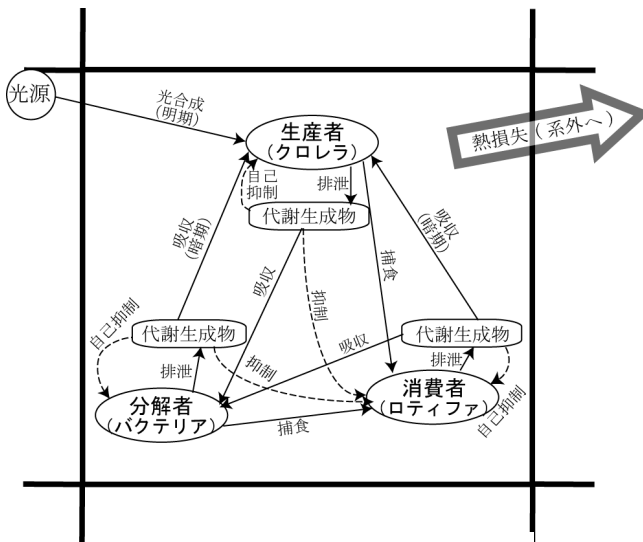 光源
光合成
(明期)
生産者
(クロレラ)
熱損失(系外へ)
自己
抑制
排泄
代謝生成物
吸収
(暗期)
吸収
(暗期)
捕食
吸収
抑制
自己抑制
代謝生成物
吸収
代謝生成物
排泄
抑制
排泄
分解者
(バクテリア)
捕食
消費者
(ロティファ)
自己抑制